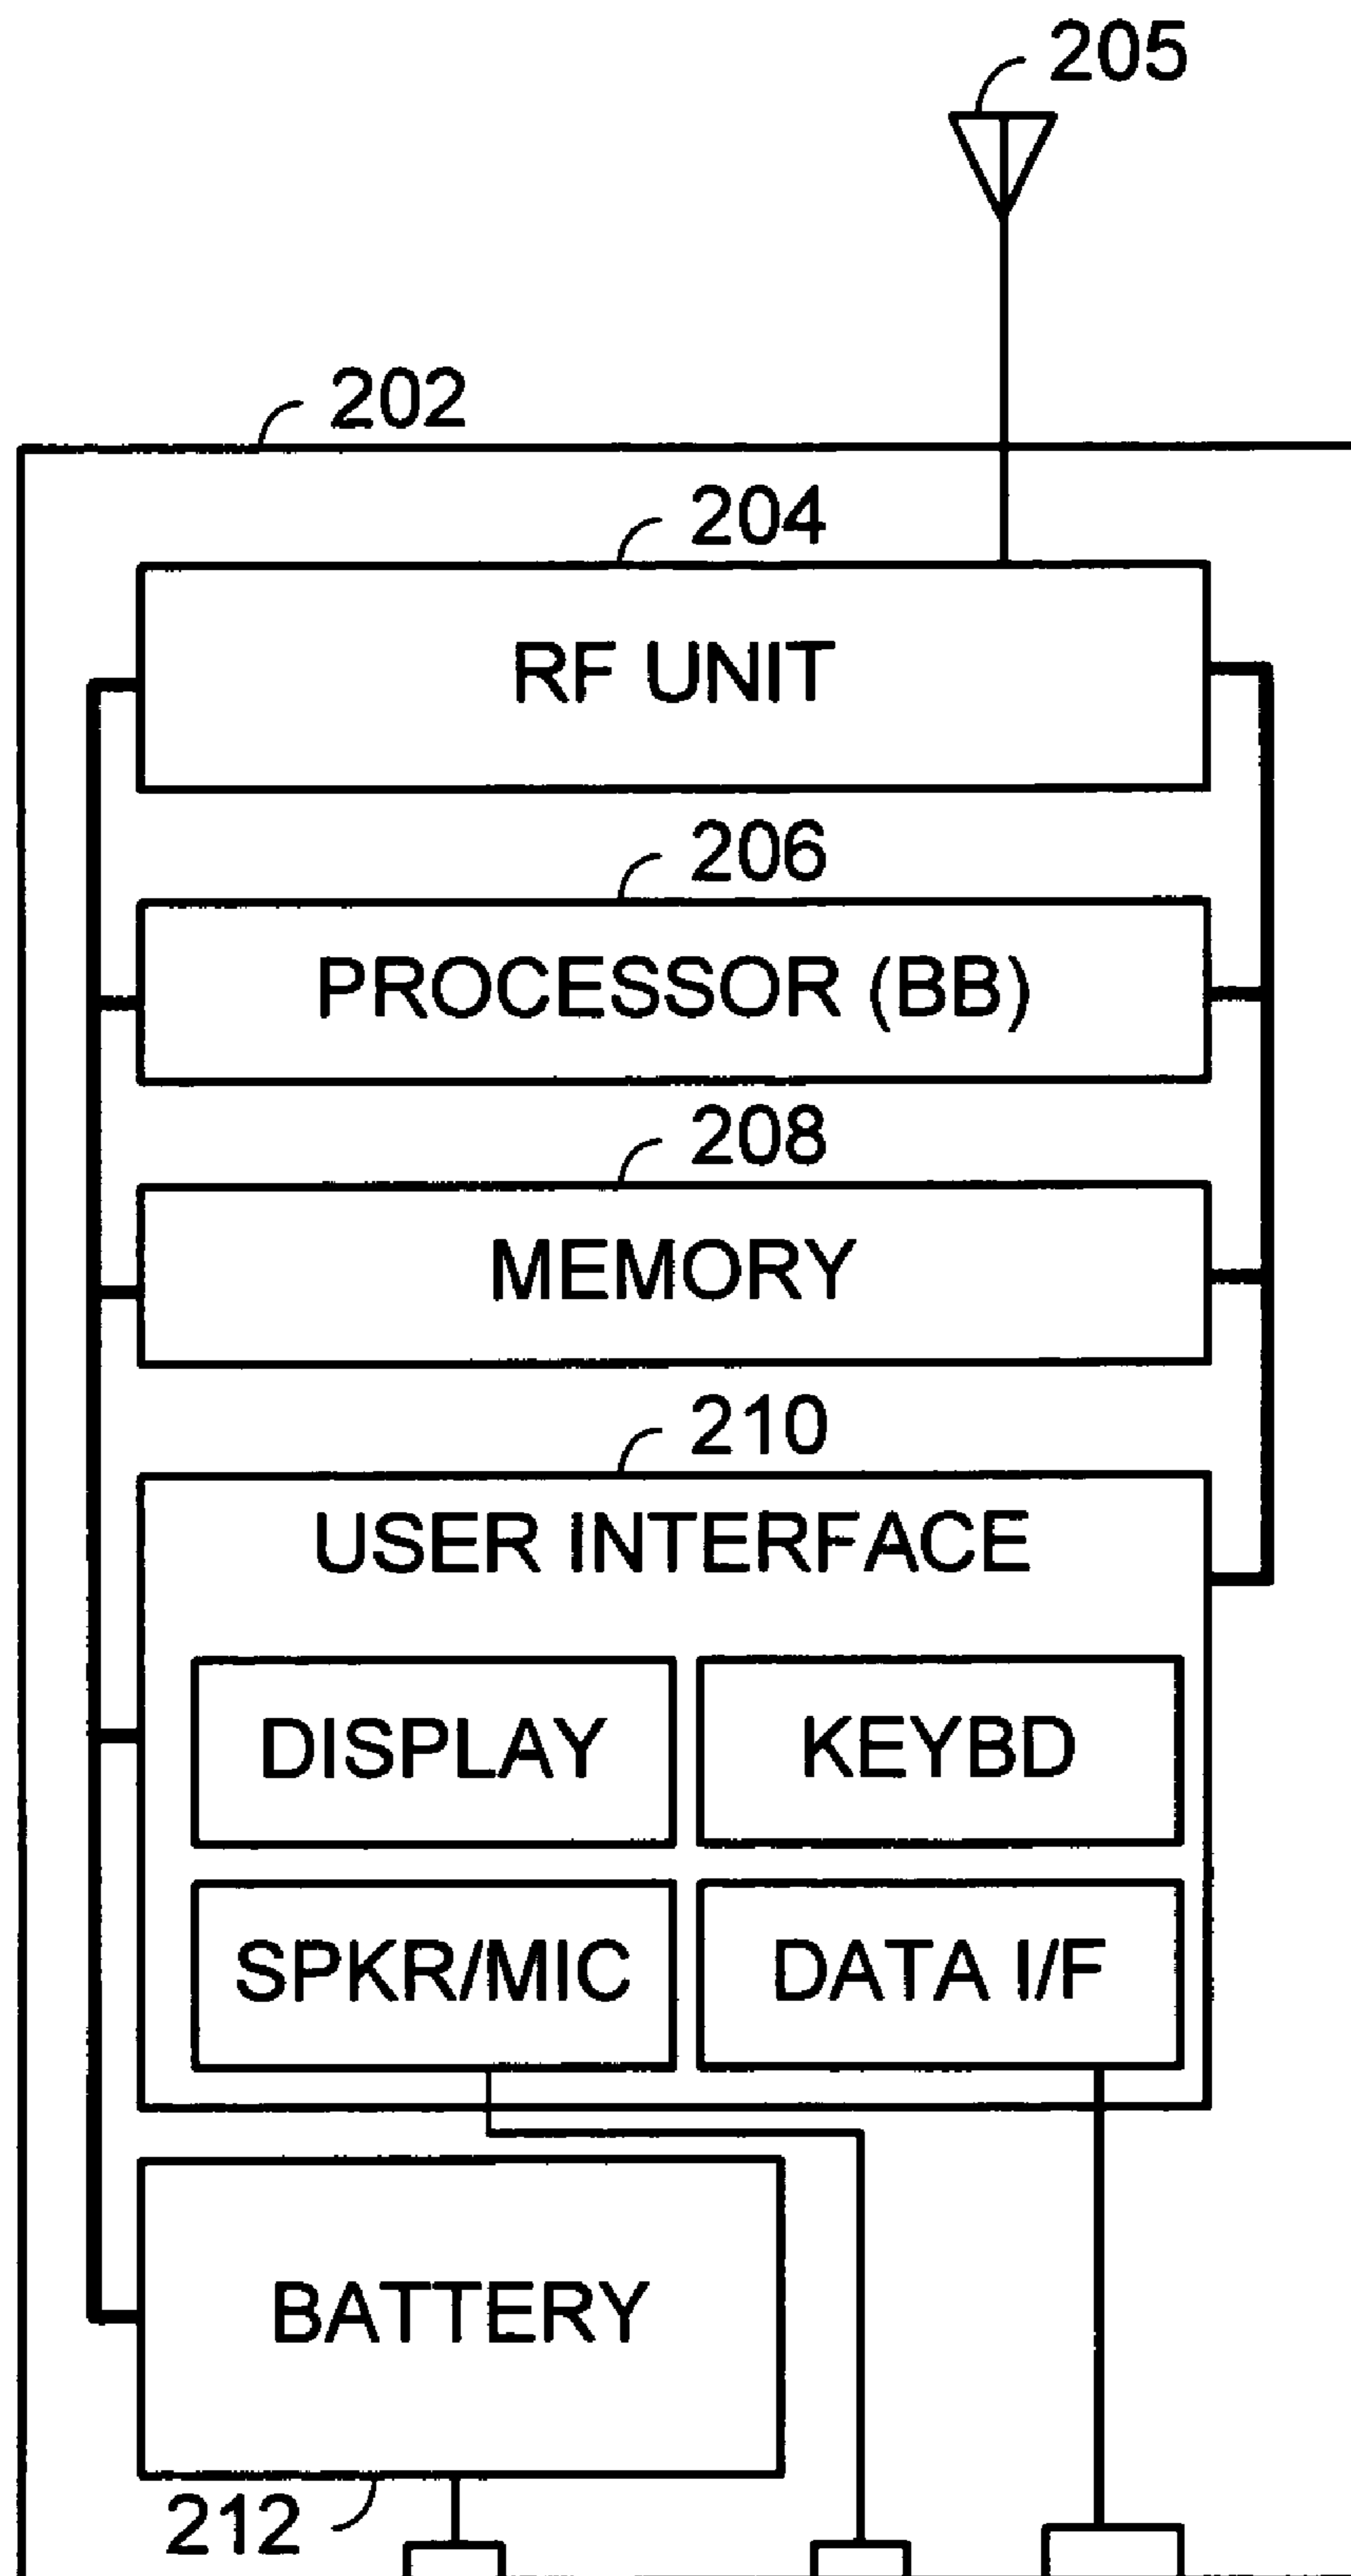 205
202
204
RF UNIT
206
PROCESSOR (BB)
208
MEMORY
210
USER INTERFACE
DISPLAY
KEYBD
SPKR/MIC
DATA I/F
BATTERY
212